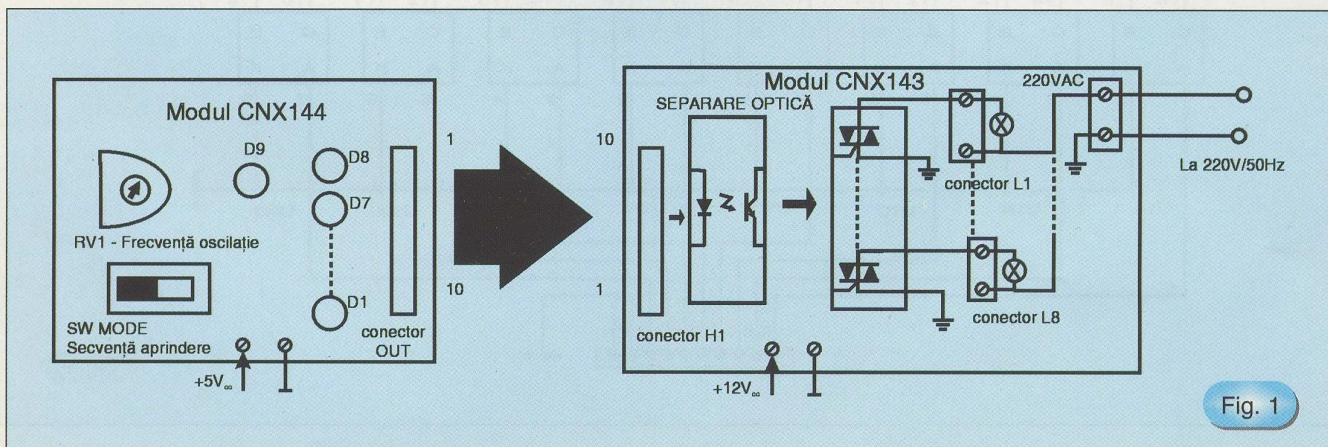 Modul CNX144
D9
D8
D7
D1
RV1 - Frecvență oscilație
SW MODE
Secvență aprindere
conector
OUT
+5V
1
10
Modul CNX143
SEPARARE OPTICĂ
220VAC
10
1
conector H1
conector L1
conector L8
La 220V/50Hz
+12V
Fig. 1